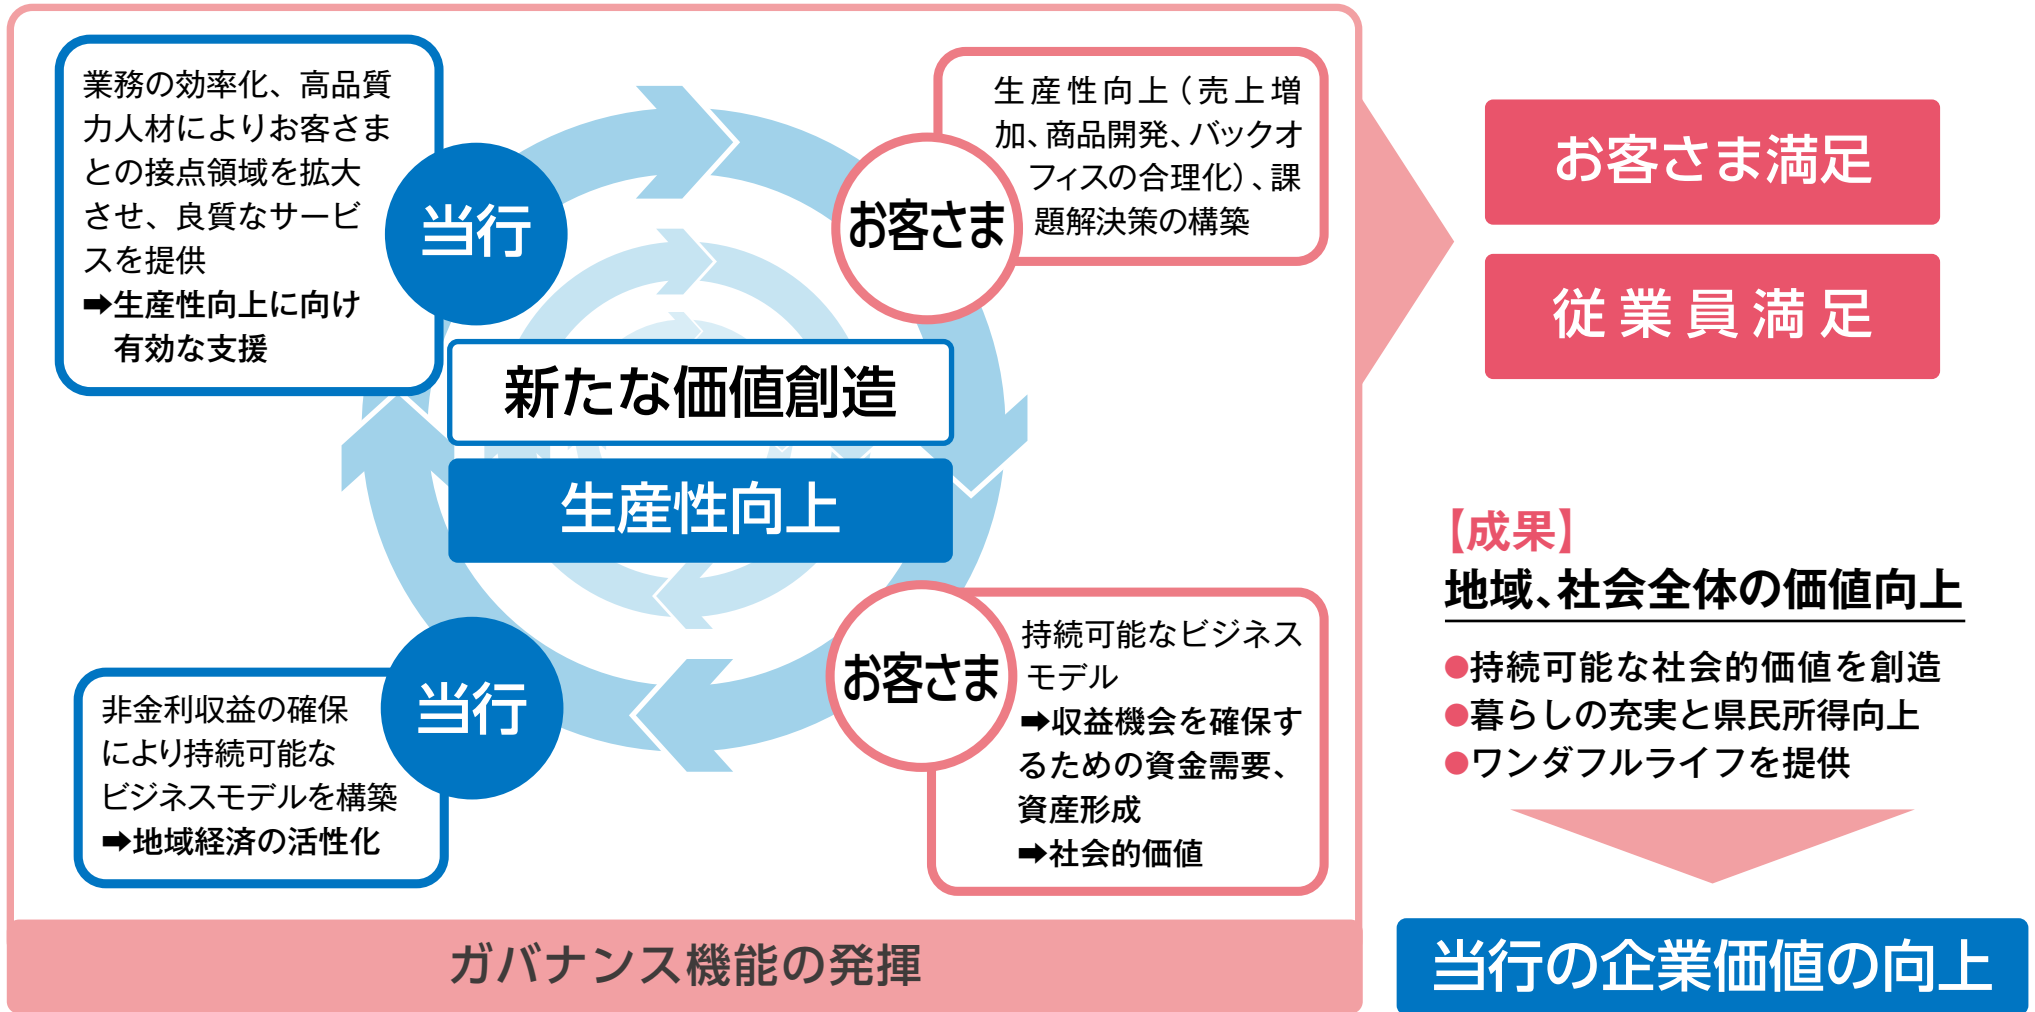 業務の効率化、高品質
力人材によりお客さま
との接点領域を拡大
させ、良質なサービ
スを提供
➡生産性向上に向け
有効な支援
当行
お客さま
生産性向上（売上増
加、商品開発、バックオ
フィスの合理化）、課
題解決策の構築
新たな価値創造
生産性向上
非金利収益の確保
により持続可能な
ビジネスモデルを構築
➡地域経済の活性化
当行
お客さま
持続可能なビジネス
モデル
➡収益機会を確保す
るための資金需要、
資産形成
➡社会的価値
ガバナンス機能の発揮
お客さま満足
従業員満足
【成果】
地域、社会全体の価値向上
●持続可能な社会的価値を創造
●暮らしの充実と県民所得向上
●ワンダフルライフを提供
当行の企業価値の向上